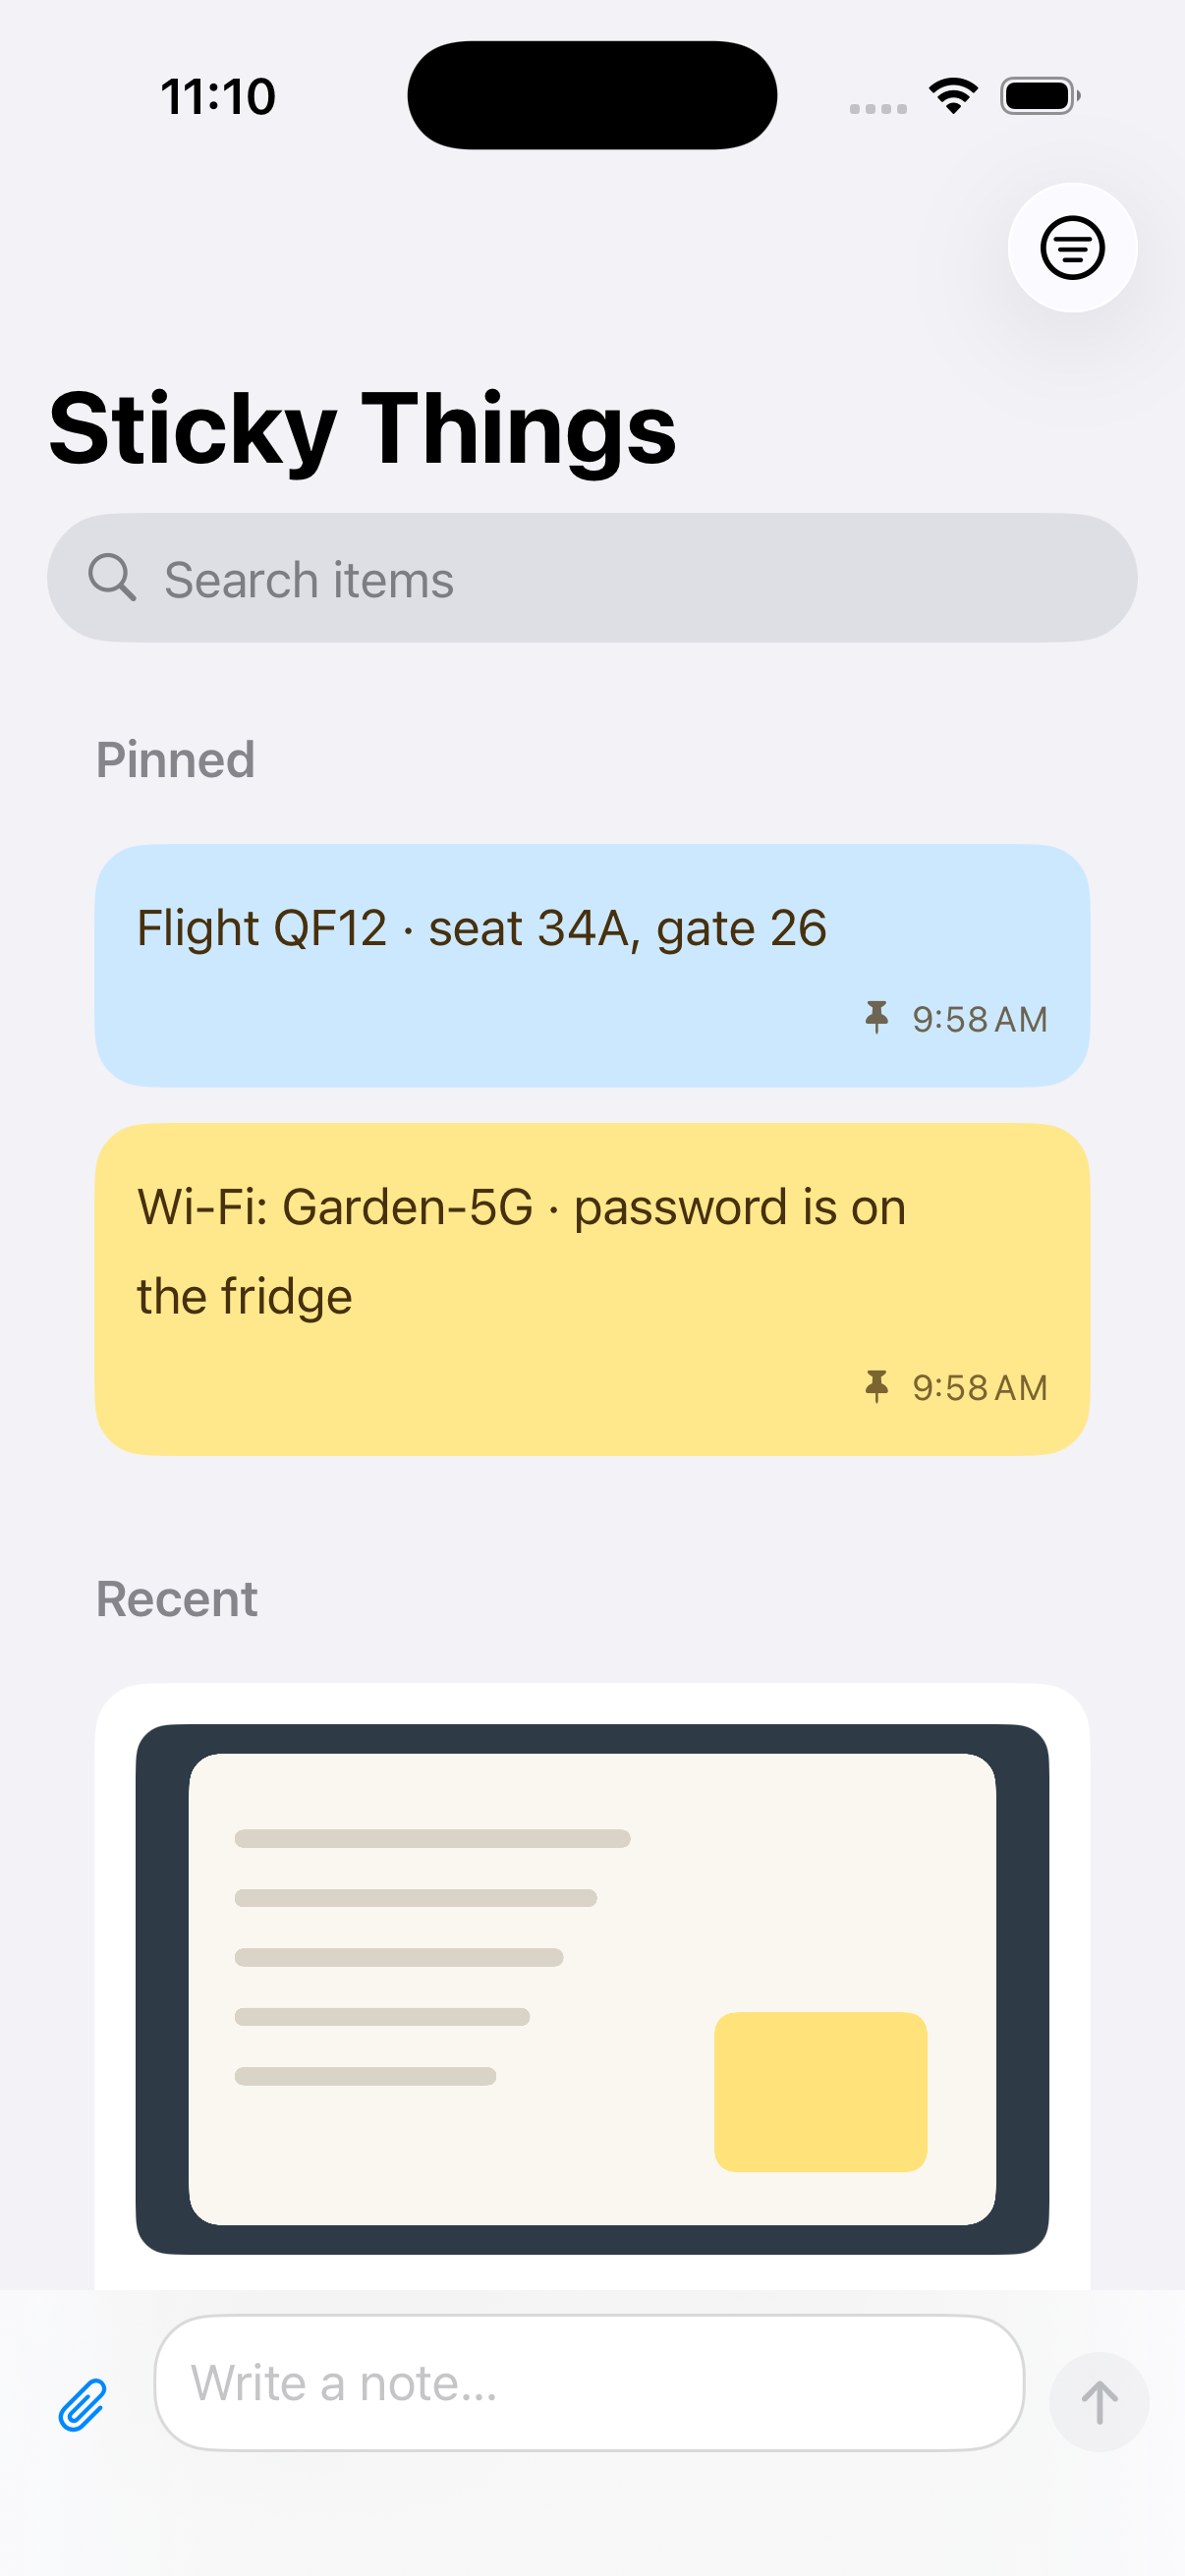 11:10
Sticky Things
Search items
Pinned
Flight QF12 · seat 34A, gate 26
9:58 AM
Wi-Fi: Garden-5G · password is on
the fridge
9:58 AM
Recent
Write a note...